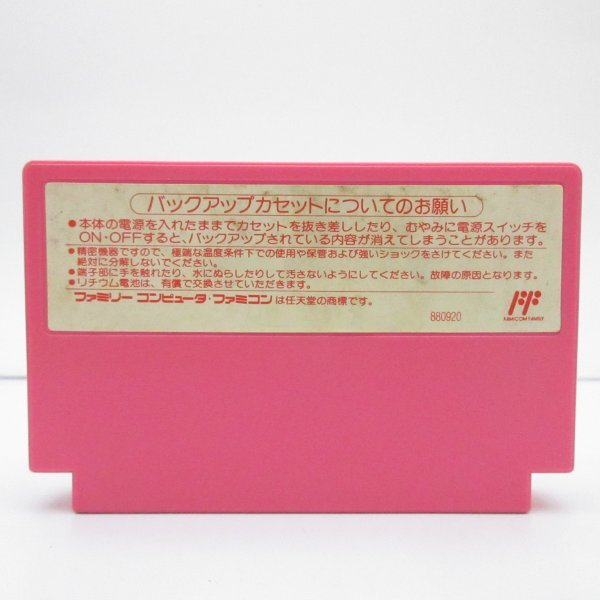 バックアップカセットについてのお願い
●本体の電源を入れたままでカセットを抜き差ししたり、むやみに電源スイッチを
ON・OFFすると、バックアップされている内容が消えてしまうことがあります。
●精密機器ですので、極端な温度条件下での使用や保管および強いショックをさけてください。また
絶対に分解しないでください。
●端子部に手を触れたり、水にぬらしたりして汚さないようにしてください。故障の原因となります。
●リチウム電池は、有償で交換させていただきます。
ファミリーコンピュータ・ファミコンは任天堂の商標です。
FAMICOM FAMILY
880920